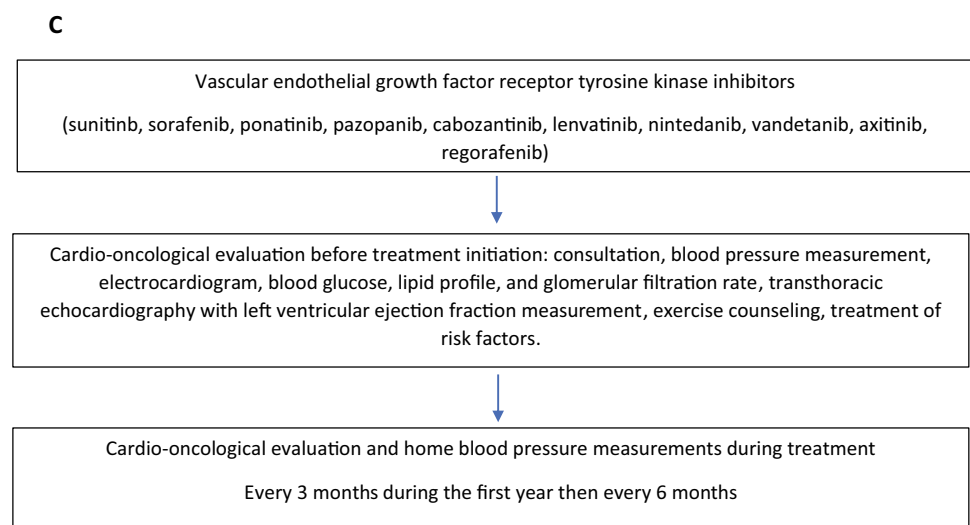 C
Vascular endothelial growth factor receptor tyrosine kinase inhibitors
(sunitinb, sorafenib, ponatinib, pazopanib, cabozantinib, lenvatinib, nintedanib, vandetanib, axitinib,
regorafenib)
Cardio-oncological evaluation before treatment initiation: consultation, blood pressure measurement,
electrocardiogram, blood glucose, lipid profile, and glomerular filtration rate, transthoracic
echocardiography with left ventricular ejection fraction measurement, exercise counseling, treatment of
risk factors.
Cardio-oncological evaluation and home blood pressure measurements during treatment
Every 3 months during the first year then every 6 months